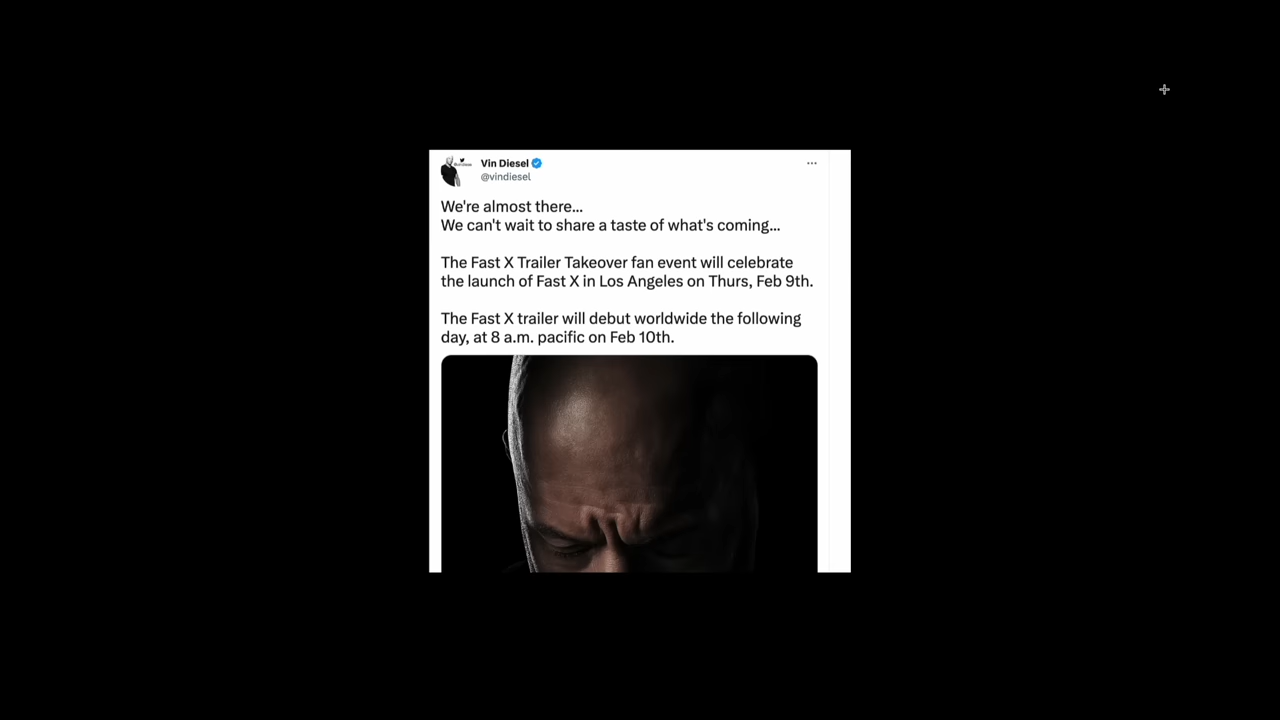 Vin Diesel
@vindiesel
We're almost there...
We can't wait to share a taste of what's coming...
The Fast X Trailer Takeover fan event will celebrate
the launch of Fast X in Los Angeles on Thurs, Feb 9th.
The Fast X trailer will debut worldwide the following
day, at 8 a.m. pacific on Feb 10th.